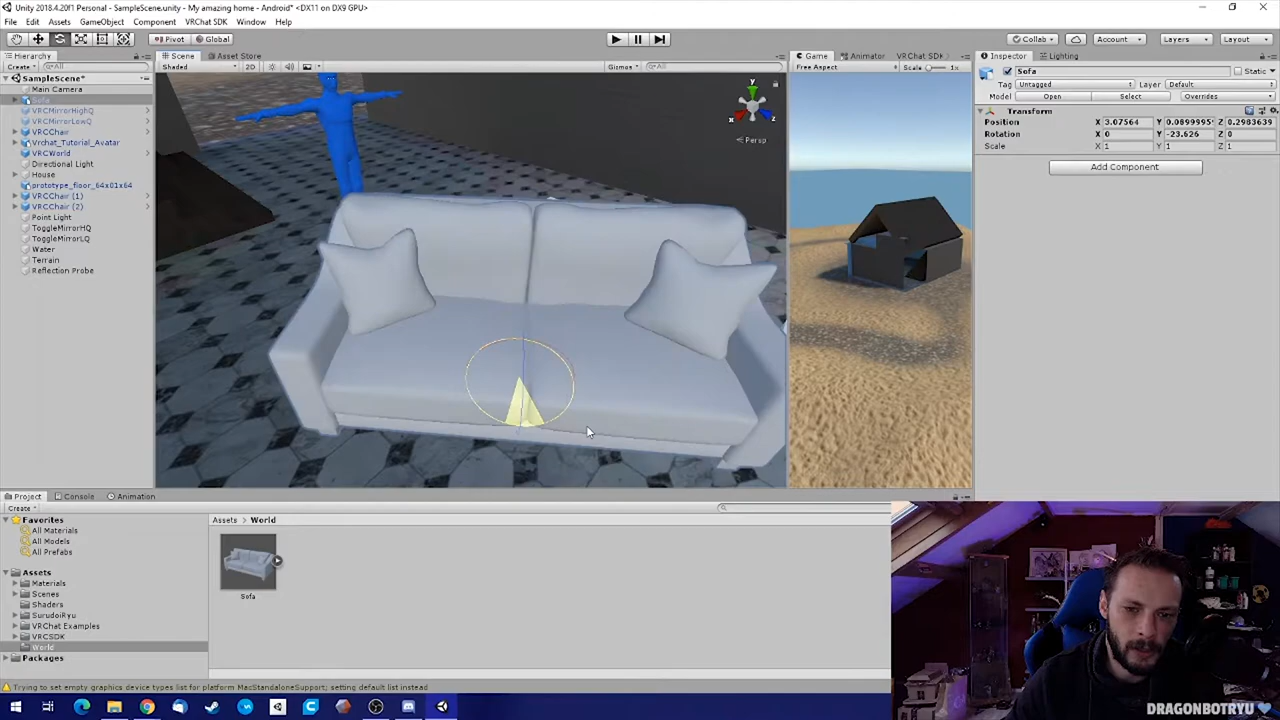 Unity 2018.4.20f1 Personal - SampleScene.unity - My amazing home - Android* <DX11 on DX9 GPU>
File Edit Assets GameObject Component VRChat SDK Window Help
Pivot Global Collab Account Layers Layout
Hierarchy
Create All
SampleScene*
Main Camera
Sofa
VRCMirrorHighQ
VRCMirrorLowQ
VRCChair
Vrchat_Tutorial_Avatar
VRCWorld
Directional Light
House
prototype_floor_64x01x64
VRCChair (1)
VRCChair (2)
Point Light
ToggleMirrorHQ
ToggleMirrorLQ
Water
Terrain
Reflection Probe
Scene Asset Store
Shaded 2D Gizmos All
y
x z
Persp
Game Animator VRChat SDK
Free Aspect Scale 1x
Inspector Lighting
Sofa Static
Tag Untagged Layer Default
Model Open Select Overrides
Transform
Position X 3.07564 Y 0.0899995 Z 0.2983639
Rotation X 0 Y -23.626 Z 0
Scale X 1 Y 1 Z 1
Add Component
Project Console Animation
Create
Favorites
All Materials
All Models
All Prefabs
Assets
Materials
Scenes
Shaders
SurudoiRyu
VRChat Examples
VRCSDK
World
Packages
Assets > World
Sofa
Trying to set empty graphics device types list for platform MacStandaloneSupport; setting default list instead
DRAGONBOTRYU